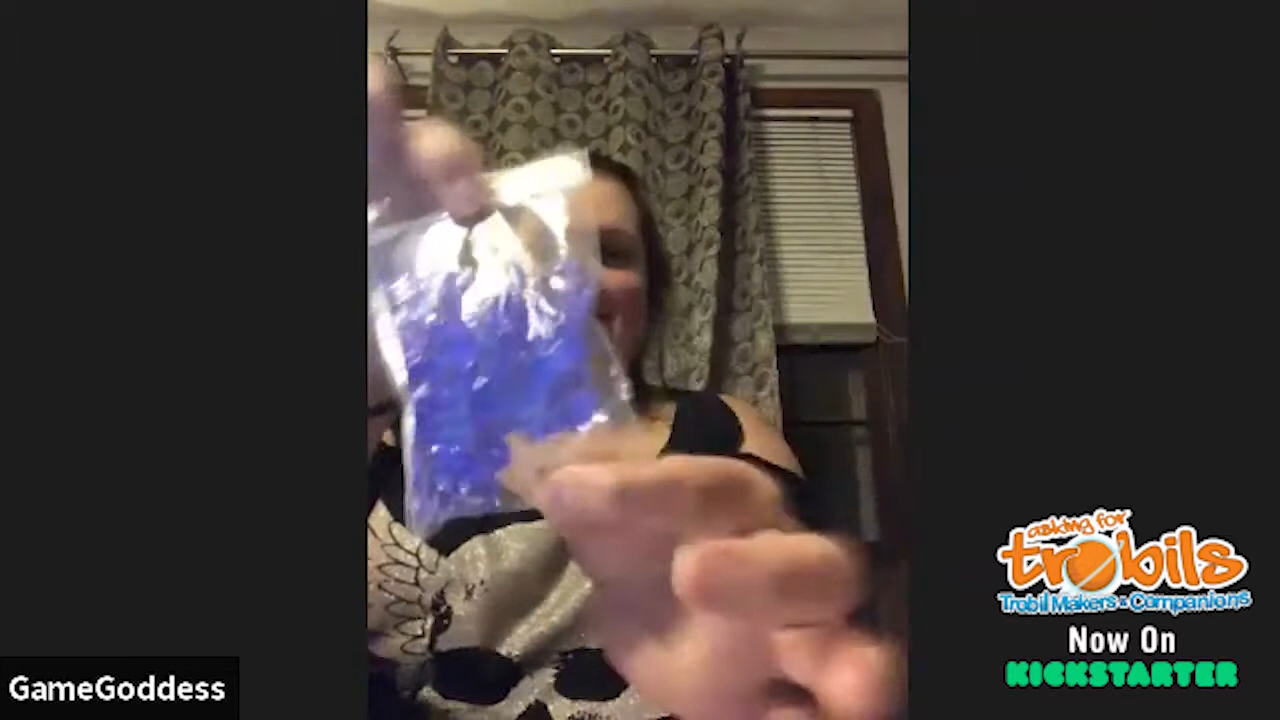 asking for
trobils
Trobil Makers & Companions
Now On
KICKSTARTER
GameGoddess